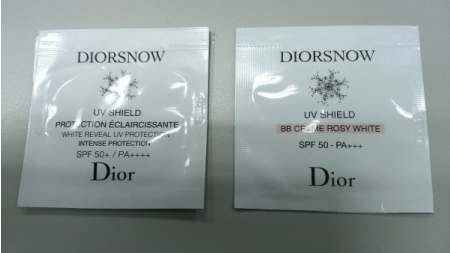 DIORSNOW
UV SHIELD
PROTECTION ÉCLAIRCISSANTE
WHITE REVEAL UV PROTECTION
INTENSE PROTECTION
SPF 50+ / PA++++
Dior
DIORSNOW
UV SHIELD
BB CRÈME ROSY WHITE
SPF 50 - PA+++
Dior